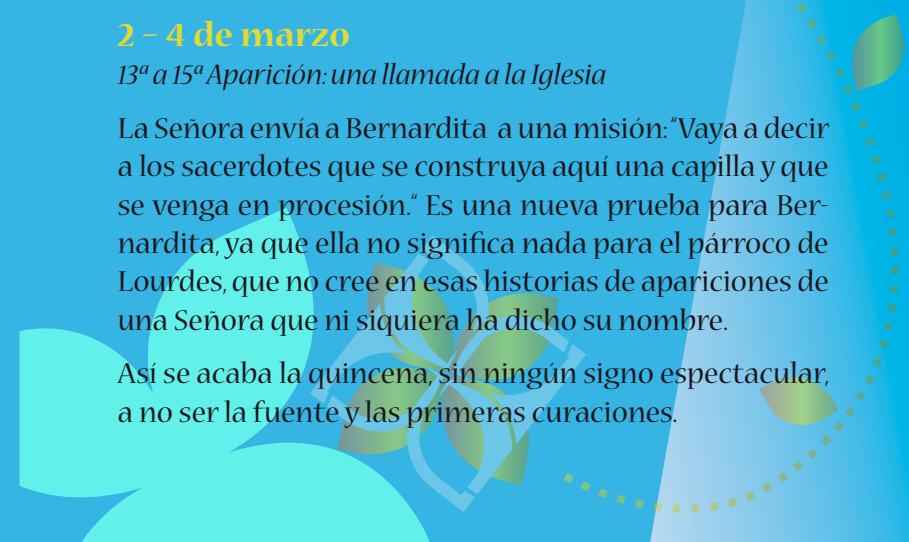 2 – 4 de marzo
13ª a 15ª Aparición: una llamada a la Iglesia
La Señora envía a Bernardita  a una misión: “Vaya a decir
a los sacerdotes que se construya aquí una capilla y que
se venga en procesión.“ Es una nueva prueba para Ber-
nardita, ya que ella no significa nada para el párroco de
Lourdes, que no cree en esas historias de apariciones de
una Señora que ni siquiera ha dicho su nombre.
Así se acaba la quincena, sin ningún signo espectacular,
a no ser la fuente y las primeras curaciones.